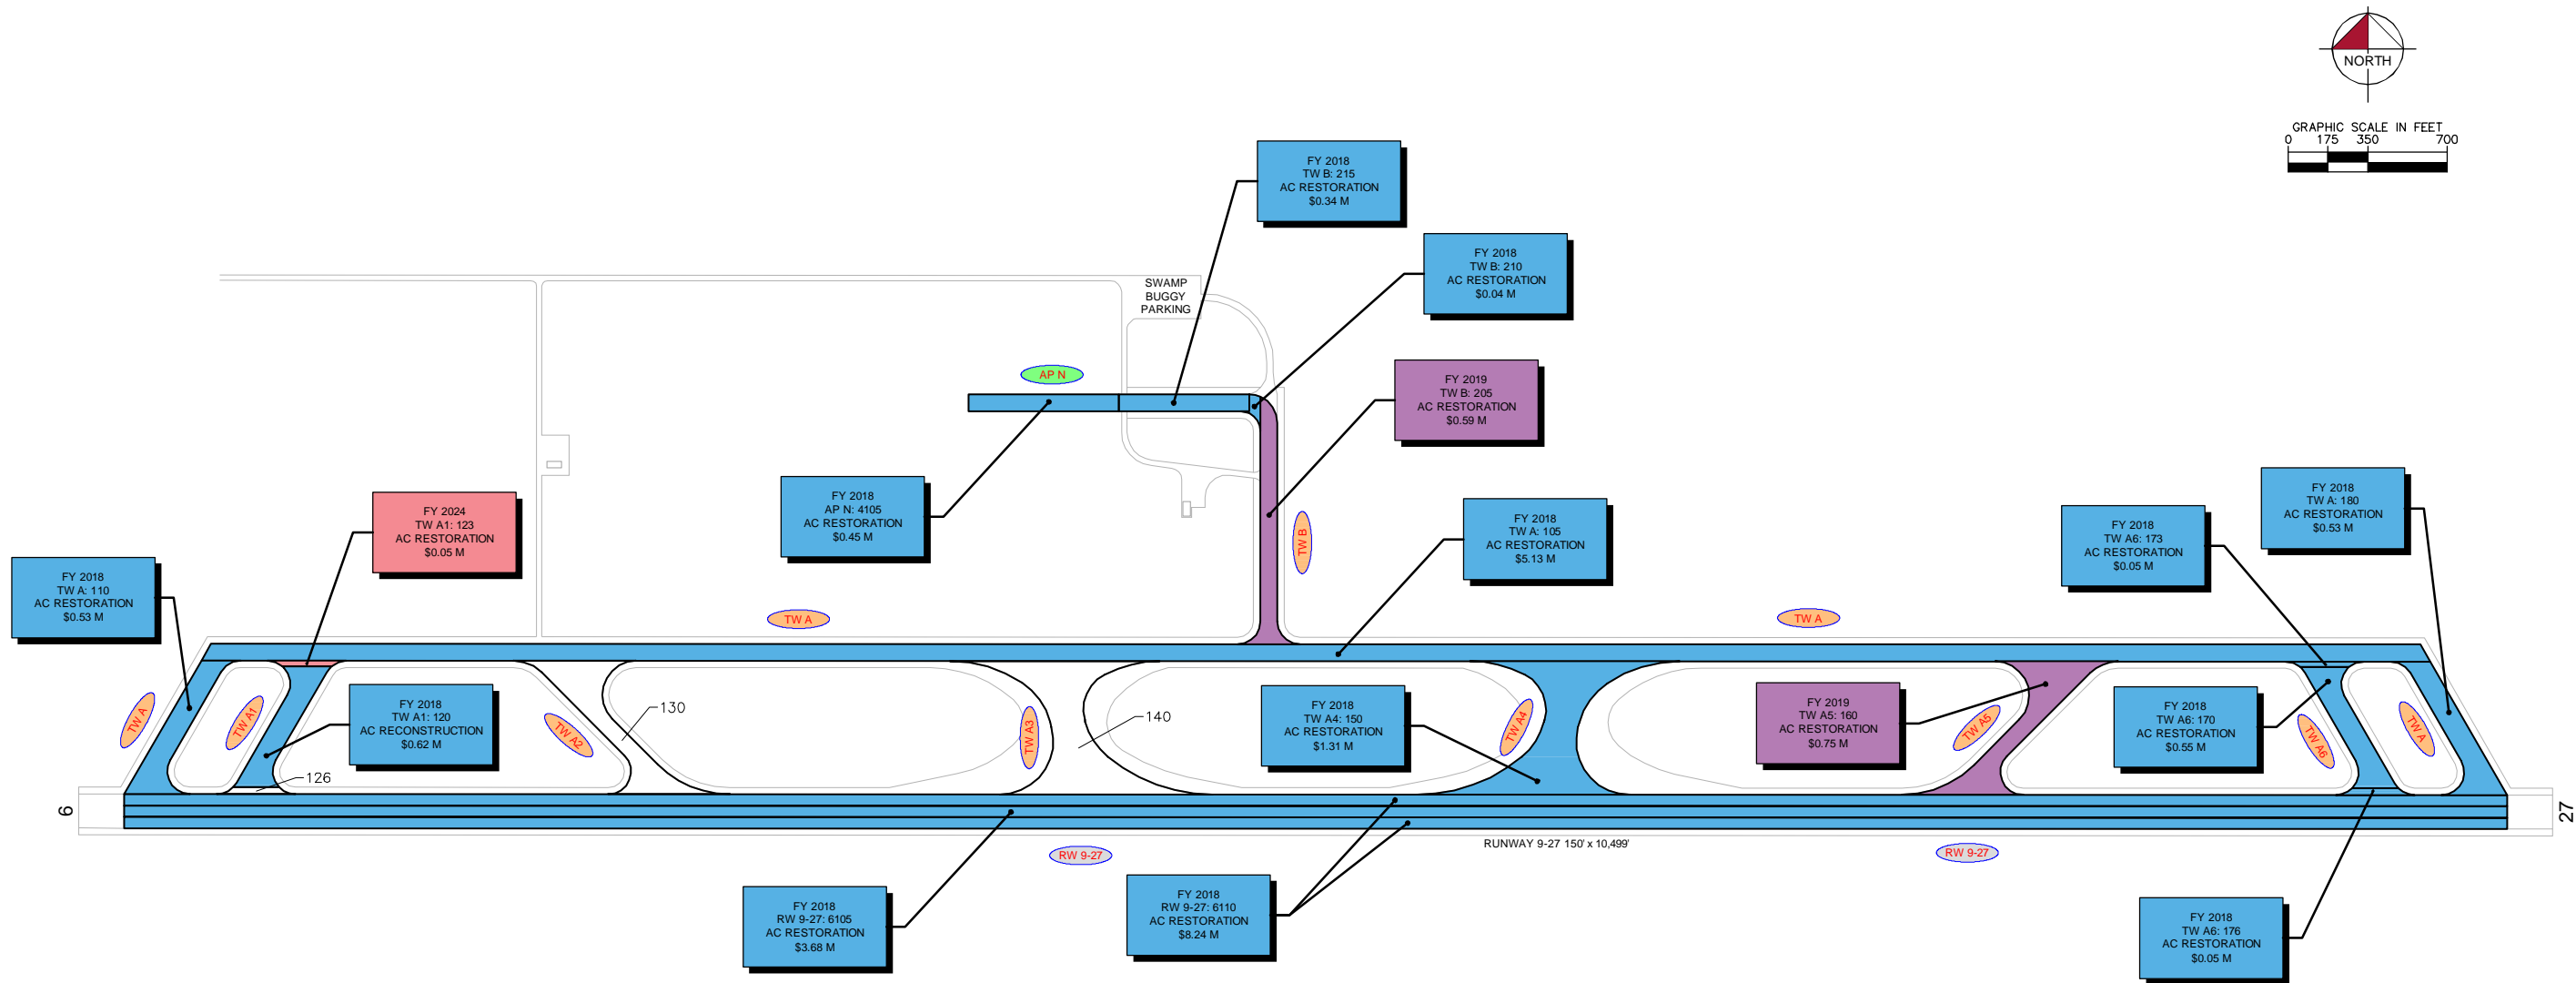 NORTH
GRAPHIC SCALE IN FEET
0 175 350 700
FY 2018
TW B: 215
AC RESTORATION
$0.34 M
FY 2018
TW B: 210
AC RESTORATION
$0.04 M
SWAMP
BUGGY
PARKING
AP N
FY 2019
TW B: 205
AC RESTORATION
$0.59 M
FY 2018
AP N: 4105
AC RESTORATION
$0.45 M
FY 2024
TW A1: 123
AC RESTORATION
$0.05 M
FY 2018
TW A: 110
AC RESTORATION
$0.53 M
TW B
FY 2018
TW A: 105
AC RESTORATION
$5.13 M
FY 2018
TW A6: 173
AC RESTORATION
$0.05 M
FY 2018
TW A: 180
AC RESTORATION
$0.53 M
TW A
TW A
TW A
TW A1
FY 2018
TW A1: 120
AC RECONSTRUCTION
$0.62 M
126
TW A2
130
TW A3
140
FY 2018
TW A4: 150
AC RESTORATION
$1.31 M
TW A4
FY 2019
TW A5: 160
AC RESTORATION
$0.75 M
TW A5
FY 2018
TW A6: 170
AC RESTORATION
$0.55 M
TW A6
TW A
9
27
RW 9-27
RUNWAY 9-27 150' x 10,499'
RW 9-27
FY 2018
RW 9-27: 6105
AC RESTORATION
$3.68 M
FY 2018
RW 9-27: 6110
AC RESTORATION
$8.24 M
FY 2018
TW A6: 176
AC RESTORATION
$0.05 M